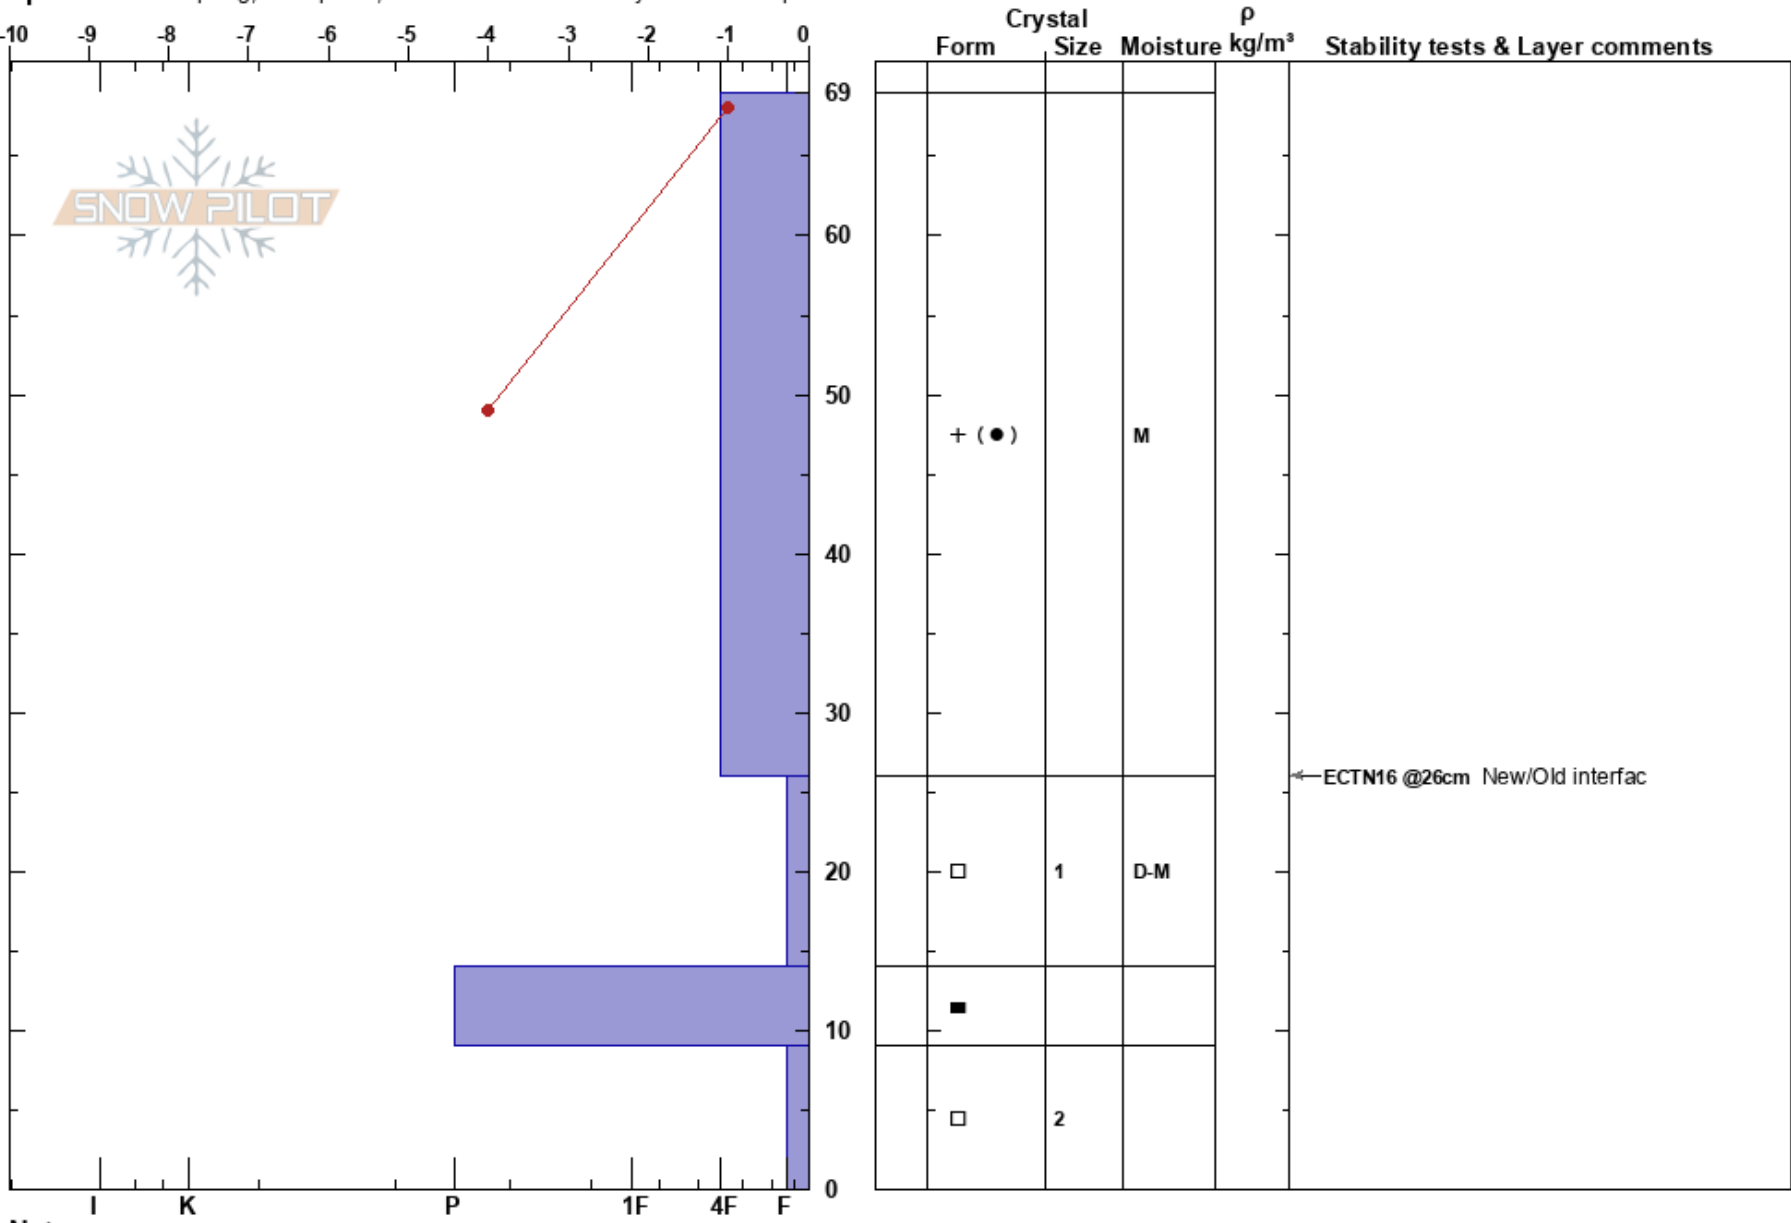 -10 -9 -8 -7 -6 -5 -4 -3 -2 -1 0
Crystal ρ
Form Size Moisture kg/m³ Stability tests & Layer comments
69
SNOW PILOT
60
50
+ (●) M
40
30
ECTN16 @26cm New/Old interfac
20 1 D-M
10
2
0
I K P 1F 4F F